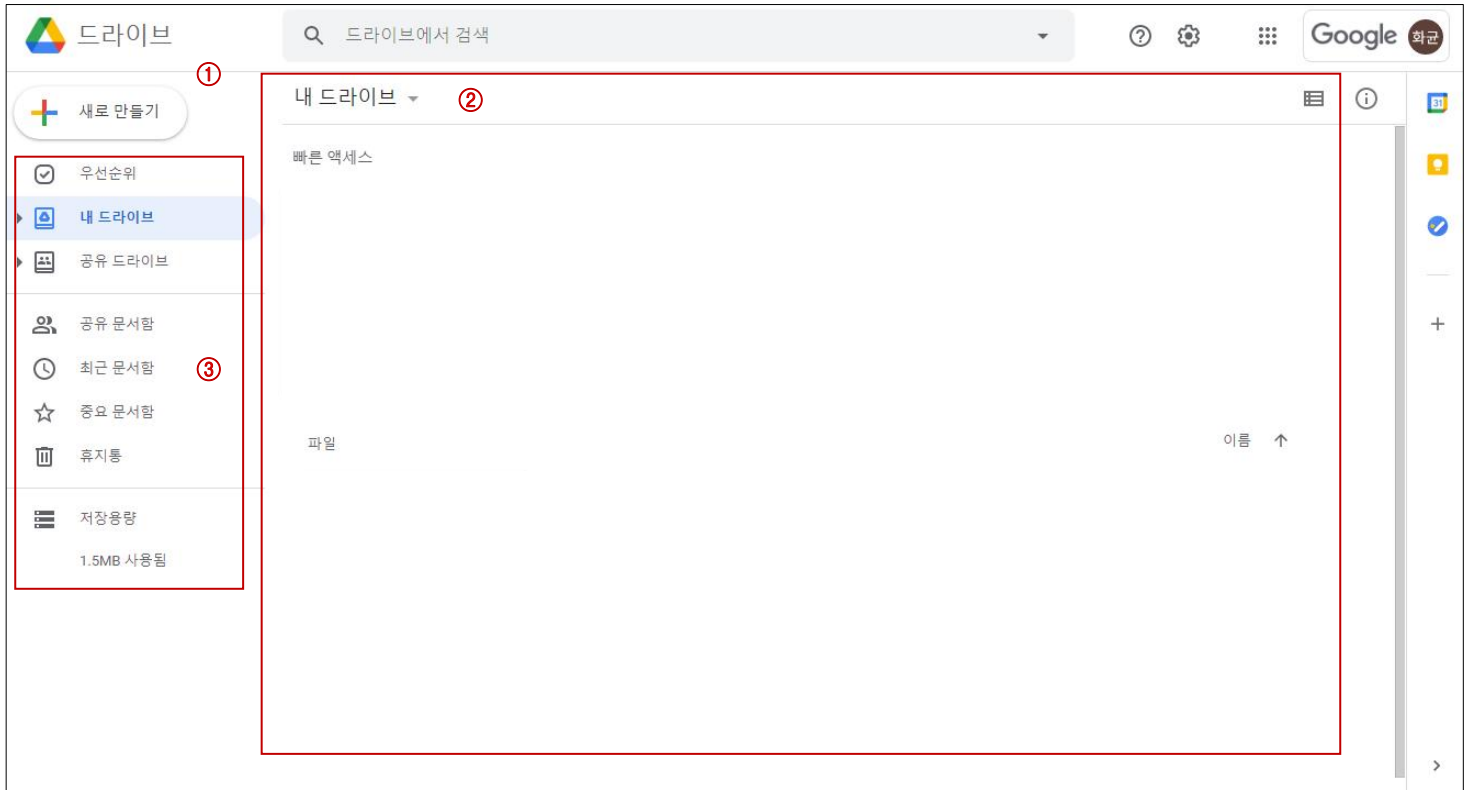 드라이브
드라이브에서 검색
Google 화균
①
새로 만들기
내 드라이브 ②
31
빠른 액세스
우선순위
내 드라이브
공유 드라이브
공유 문서함
최근 문서함 ③
중요 문서함
휴지통
파일 이름
저장용량
1.5MB 사용됨